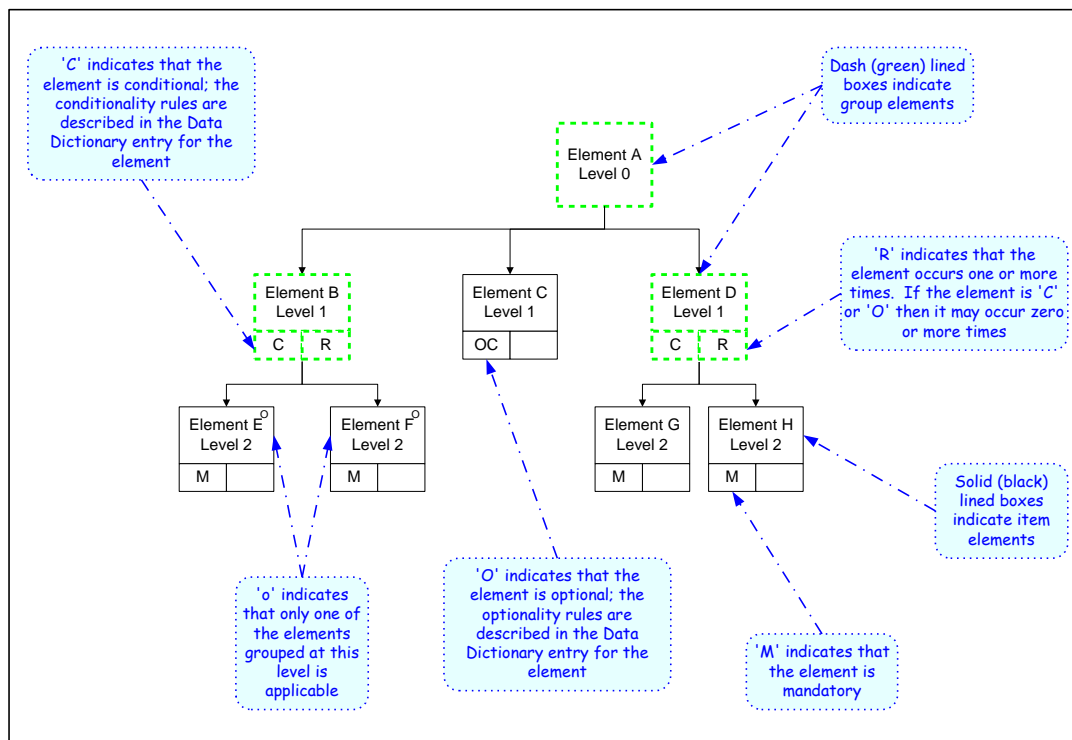 'C' indicates that the
element is conditional; the
conditionality rules are
described in the Data
Dictionary entry for the
element
Dash (green) lined
boxes indicate
group elements
Element A
Level 0
'R' indicates that the
element occurs one or more
times. If the element is 'C'
or 'O' then it may occur zero
or more times
Element B
Level 1
C R
Element C
Level 1
OC
Element D
Level 1
C R
Element E O
Level 2
M
Element F O
Level 2
M
Element G
Level 2
M
Element H
Level 2
M
Solid (black)
lined boxes
indicate item
elements
'o' indicates
that only one of
the elements
grouped at this
level is
applicable
'O' indicates that the
element is optional; the
optionality rules are
described in the Data
Dictionary entry for the
element
'M' indicates that
the element is
mandatory